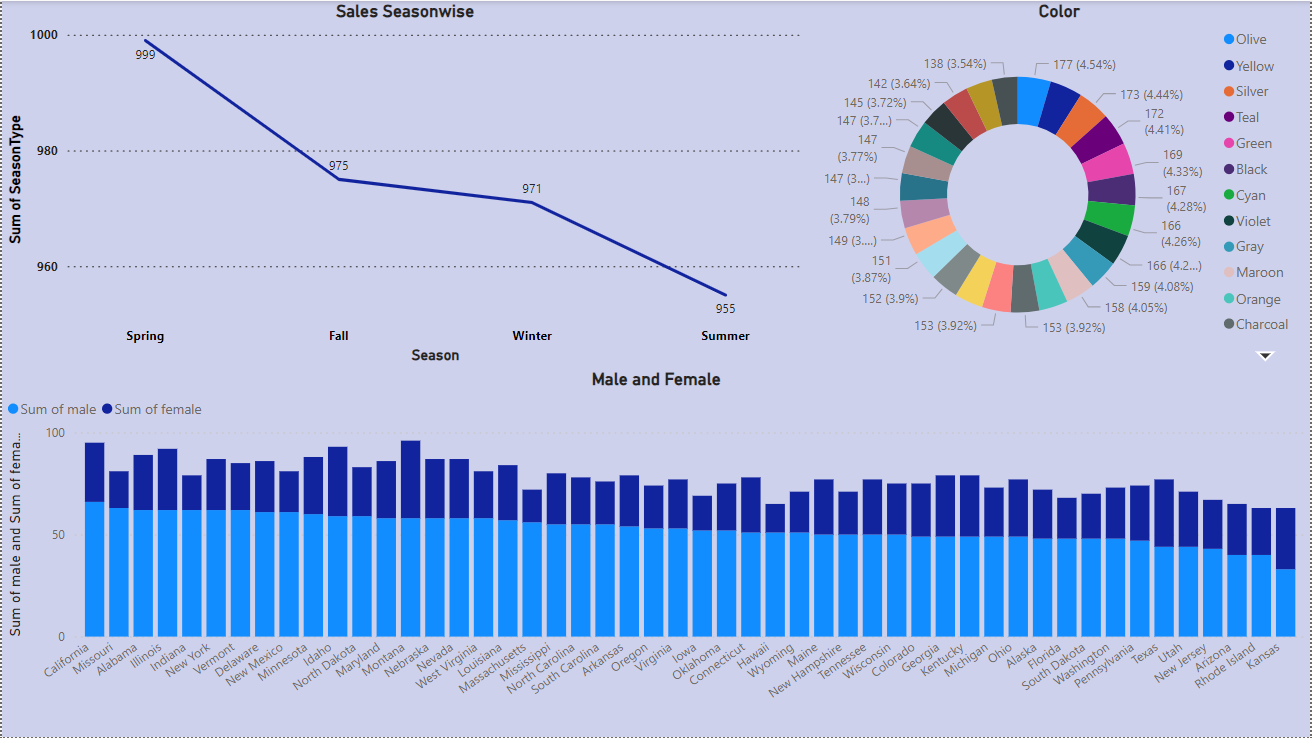 Sales Seasonwise
1000
980
960
Sum of SeasonType
999
975
971
955
Spring
Fall
Winter
Summer
Season
Color
138 (3.54%)
142 (3.64%)
145 (3.72%)
147 (3.7...)
147
(3.77%)
147 (3...)
148
(3.79%)
149 (3....)
151
(3.87%)
152 (3.9%)
153 (3.92%)
177 (4.54%)
173 (4.44%)
172
(4.41%)
169
(4.33%)
167
(4.28%)
166
(4.26%)
166 (4.2...)
159 (4.08%)
158 (4.05%)
153 (3.92%)
Olive
Yellow
Silver
Teal
Green
Black
Cyan
Violet
Gray
Maroon
Orange
Charcoal
Male and Female
Sum of male
Sum of female
100
50
0
Sum of male and Sum of fema...
California
Missouri
Alabama
Illinois
Indiana
New York
Vermont
Delaware
New Mexico
Minnesota
Idaho
North Dakota
Maryland
Montana
Nebraska
Nevada
West Virginia
Louisiana
Massachusetts
Mississippi
North Carolina
South Carolina
Arkansas
Oregon
Virginia
Iowa
Oklahoma
Connecticut
Hawaii
Wyoming
Maine
New Hampshire
Tennessee
Wisconsin
Colorado
Georgia
Kentucky
Michigan
Ohio
Alaska
Florida
South Dakota
Washington
Pennsylvania
Texas
Utah
New Jersey
Arizona
Rhode Island
Kansas